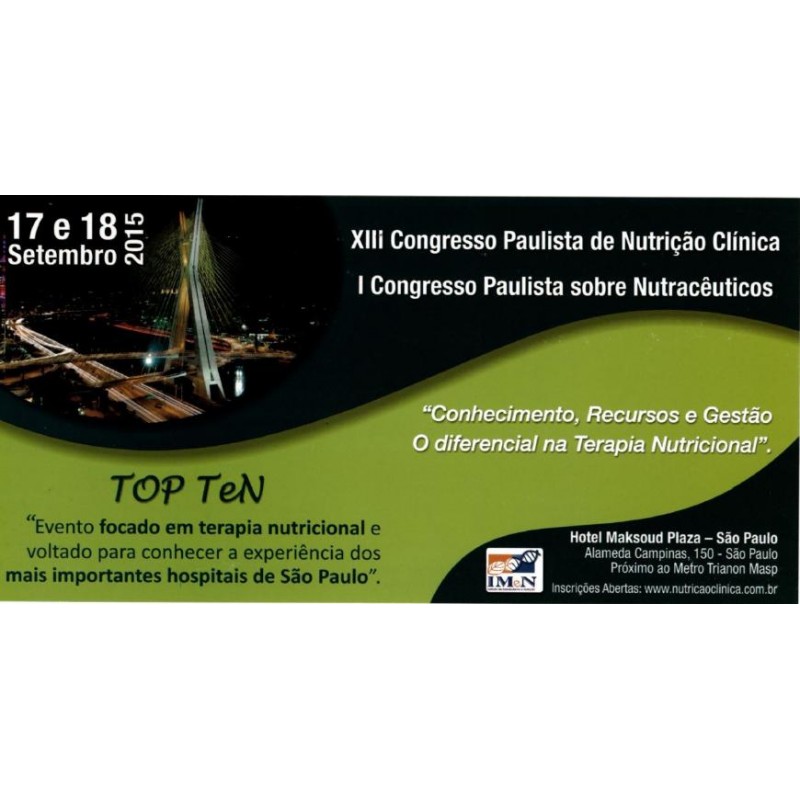 17 e 18
Setembro
2015
XIIi Congresso Paulista de Nutrição Clínica
I Congresso Paulista sobre Nutracêuticos
“Conhecimento, Recursos e Gestão
O diferencial na Terapia Nutricional”.
TOP TeN
“Evento focado em terapia nutricional e
voltado para conhecer a experiência dos
mais importantes hospitais de São Paulo”.
Hotel Maksoud Plaza – São Paulo
Alameda Campinas, 150 - São Paulo
Próximo ao Metro Trianon Masp
Inscrições Abertas: www.nutricaoclinica.com.br
IMeN